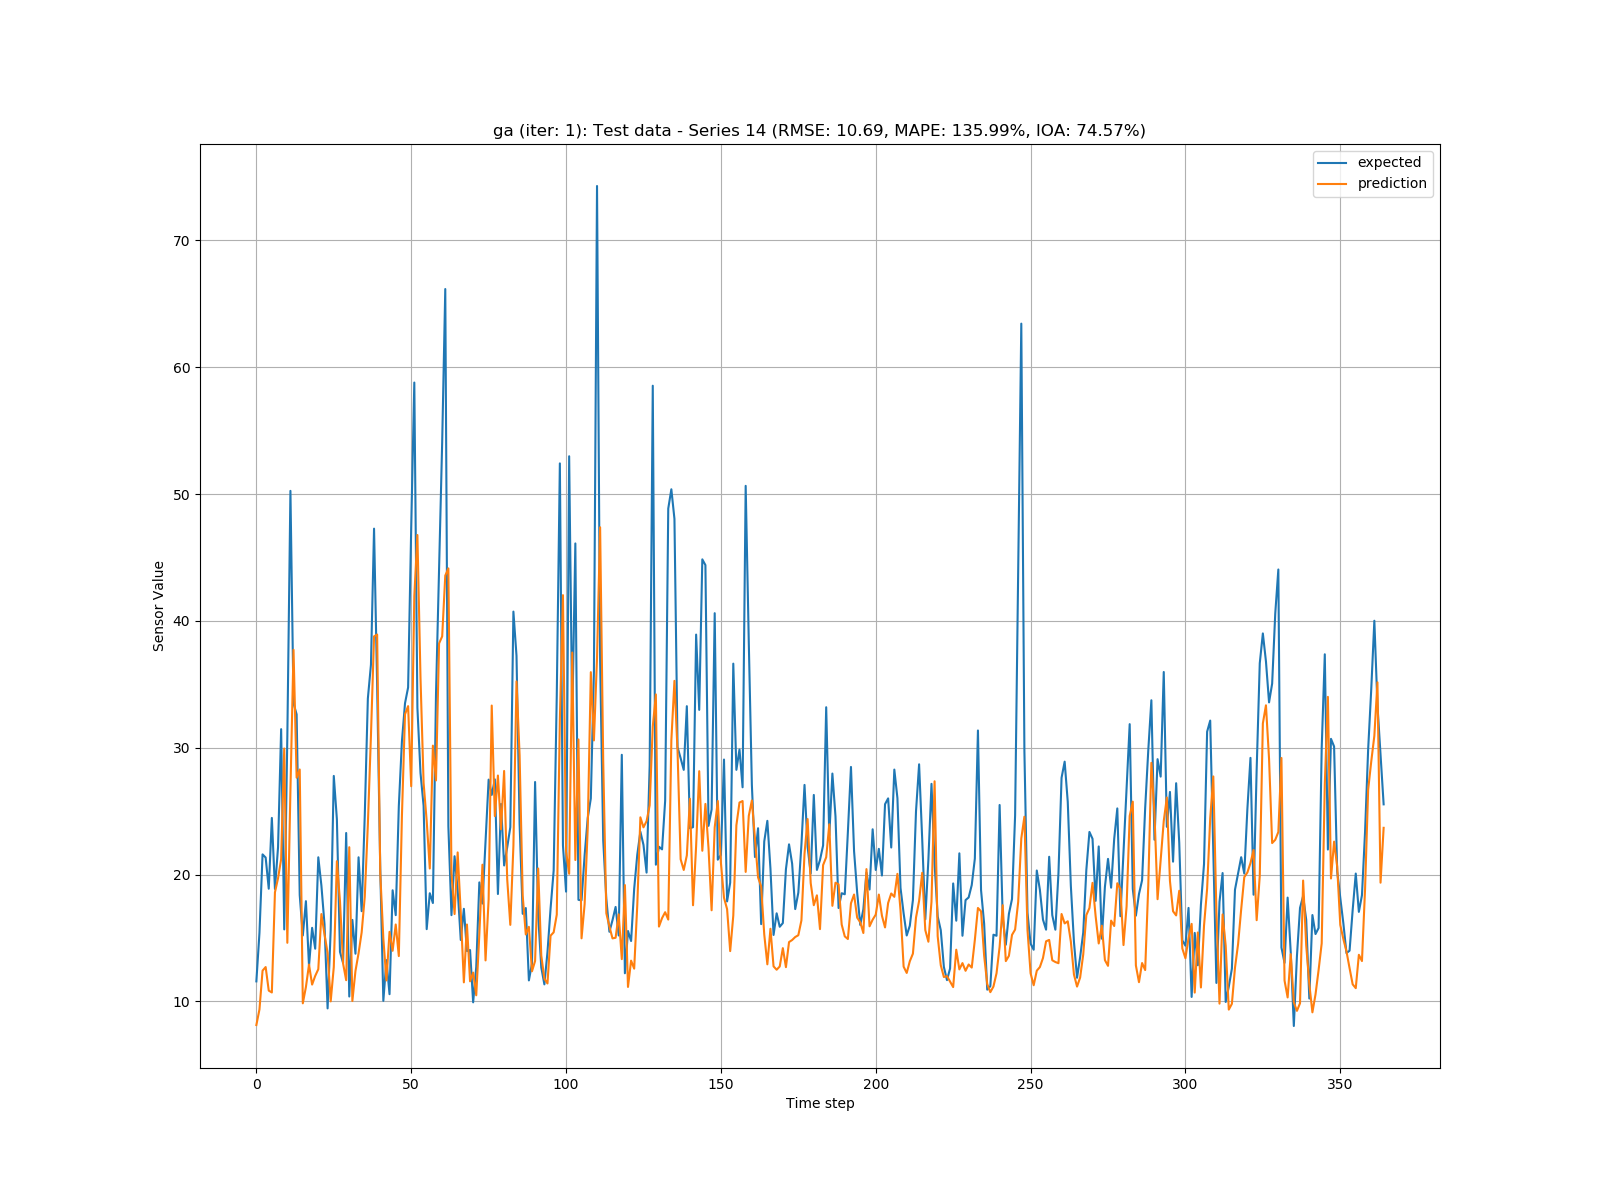 ga (iter: 1): Test data - Series 14 (RMSE: 10.69, MAPE: 135.99%, IOA: 74.57%)
expected
prediction
70
60
50
40
30
20
10
Sensor Value
0 50 100 150 200 250 300 350
Time step